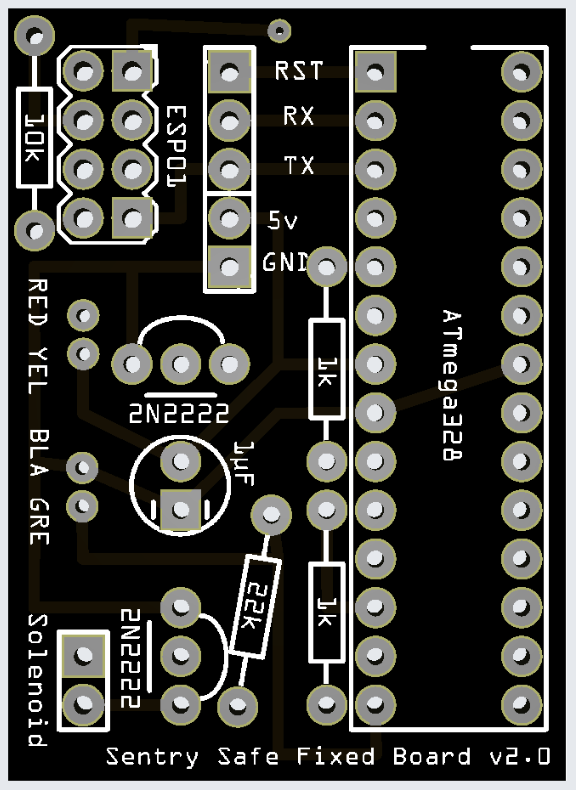 RST
RX
TX
5v
GND
ESP01
10k
RED YEL
BLA GRE
2N2222
1k
ATmega328
1µF
22k
1k
2N2222
Solenoid
Sentry Safe Fixed Board v2.0